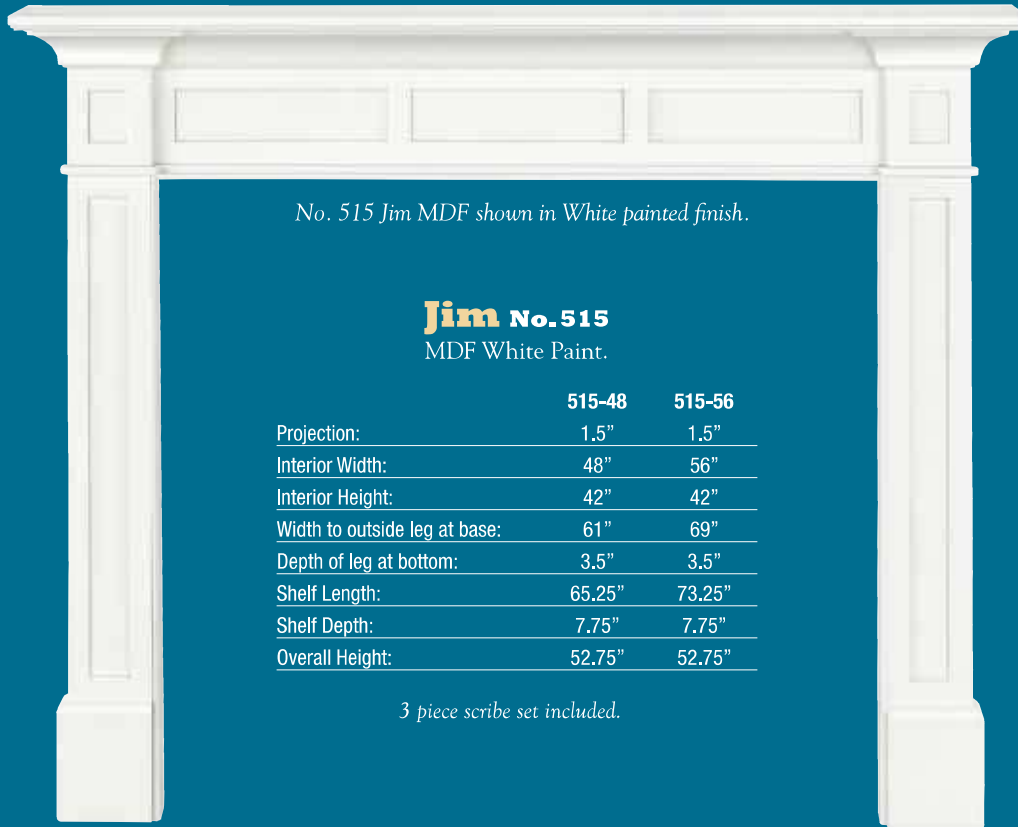 No. 515 Jim MDF shown in White painted finish.
Jim No. 515
MDF White Paint.
515-48 515-56
Projection: 1.5” 1.5”
Interior Width: 48” 56”
Interior Height: 42” 42”
Width to outside leg at base: 61” 69”
Depth of leg at bottom: 3.5” 3.5”
Shelf Length: 65.25” 73.25”
Shelf Depth: 7.75” 7.75”
Overall Height: 52.75” 52.75”
3 piece scribe set included.